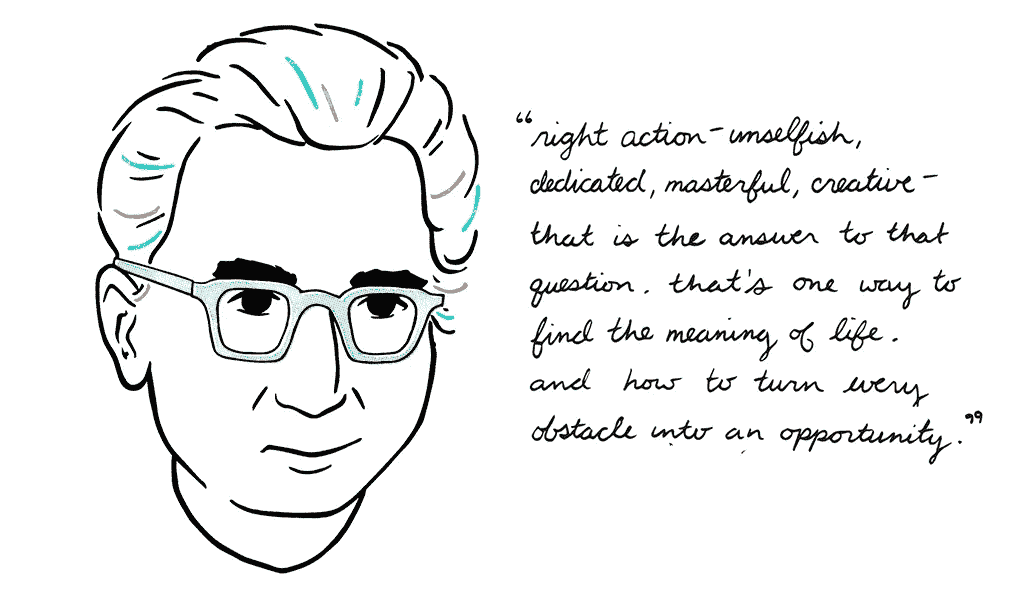 “right action - unselfish,
dedicated, masterful, creative -
that is the answer to that
question. that's one way to
find the meaning of life.
and how to turn every
obstacle into an opportunity.”